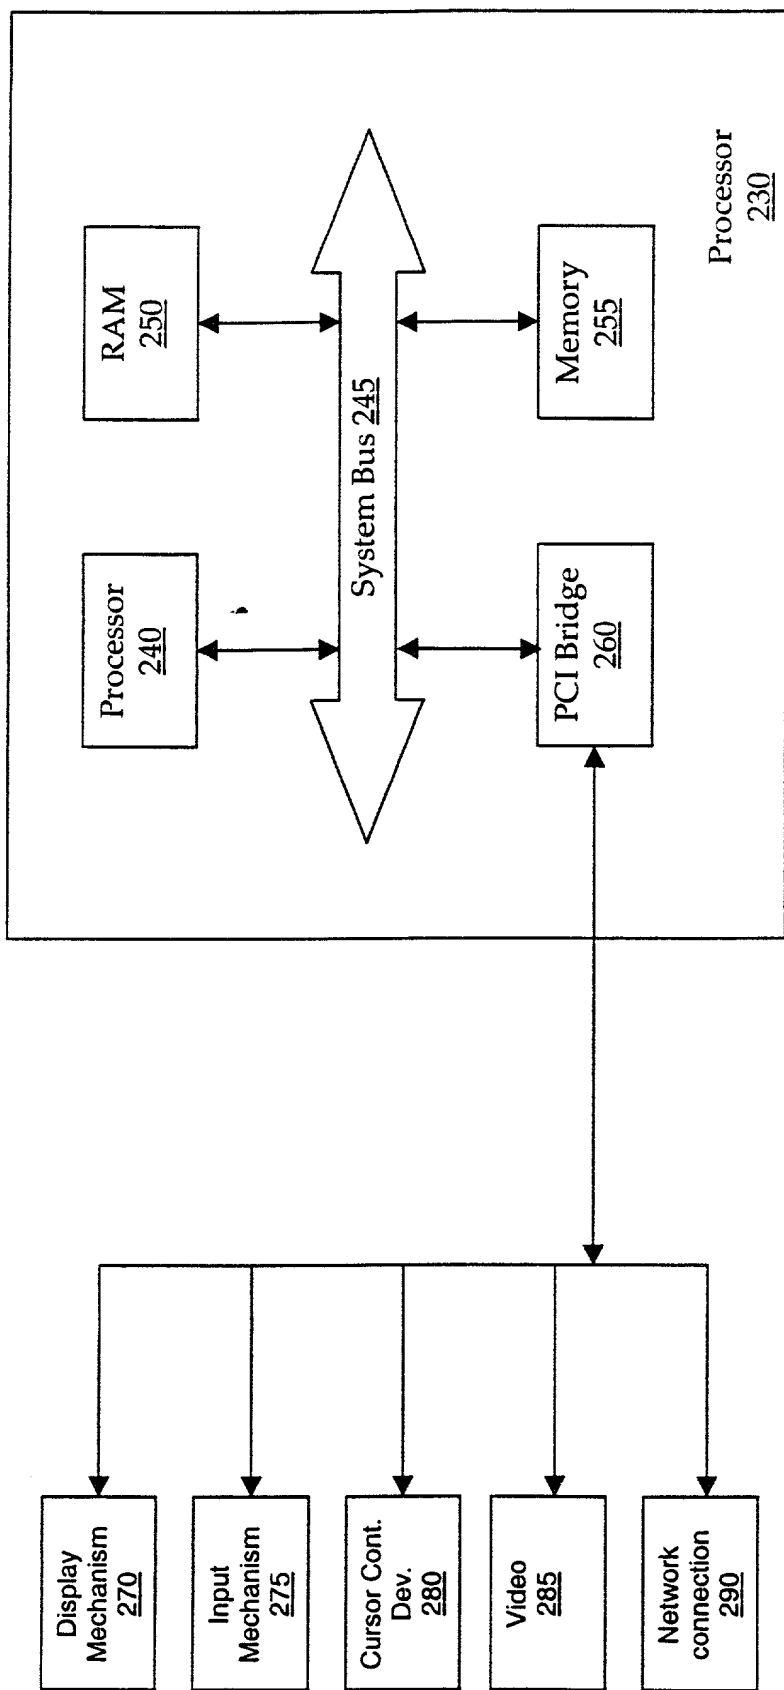 Display
Mechanism
270
Input
Mechanism
275
Cursor Cont.
Dev. 280
Video
285
Network
connection
290
Processor
240
RAM
250
System Bus 245
PCI Bridge
260
Memory
255
Processor
230